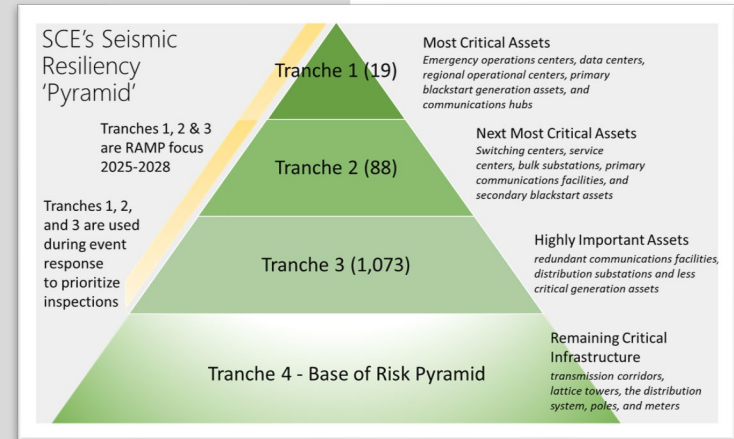 SCE's Seismic
Resiliency
'Pyramid'
Tranches 1, 2 & 3
are RAMP focus
2025-2028
Tranches 1, 2,
and 3 are used
during event
response
to prioritize
inspections
Tranche 1 (19)
Most Critical Assets
Emergency operations centers, data centers,
regional operational centers, primary
blackstart generation assets, and
communications hubs
Tranche 2 (88)
Next Most Critical Assets
Switching centers, service
centers, bulk substations, primary
communications facilities, and
secondary blackstart assets
Tranche 3 (1,073)
Highly Important Assets
redundant communications facilities,
distribution substations and less
critical generation assets
Tranche 4 - Base of Risk Pyramid
Remaining Critical
Infrastructure
transmission corridors,
lattice towers, the distribution
system, poles, and meters